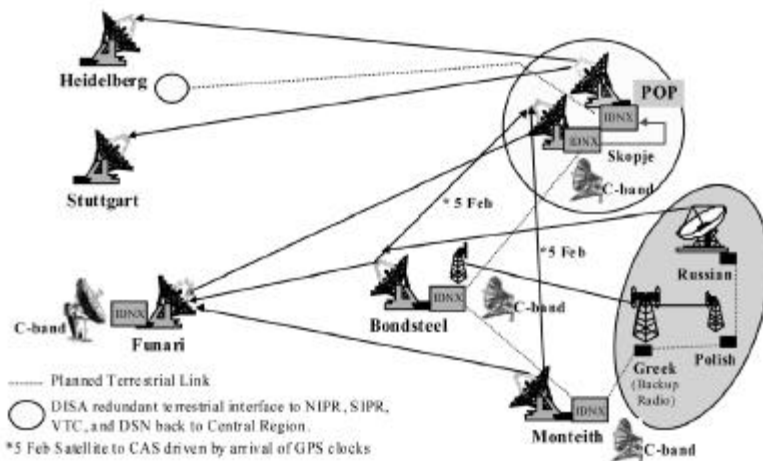 Heidelberg
POP
IDNX
IDNX
Skopje
Stuttgart
C-band
* 5 Feb
*5 Feb
Russian
C-band
IDNX
Funari
IDNX
Bondsteel
C-band
Greek
(Backup
Radio)
Polish
IDNX
Monteith
C-band
Planned Terrestrial Link
DISA redundant terrestrial interface to NIPR, SIPR,
VTC, and DSN back to Central Region.
*5 Feb Satellite to CAS driven by arrival of GPS clocks